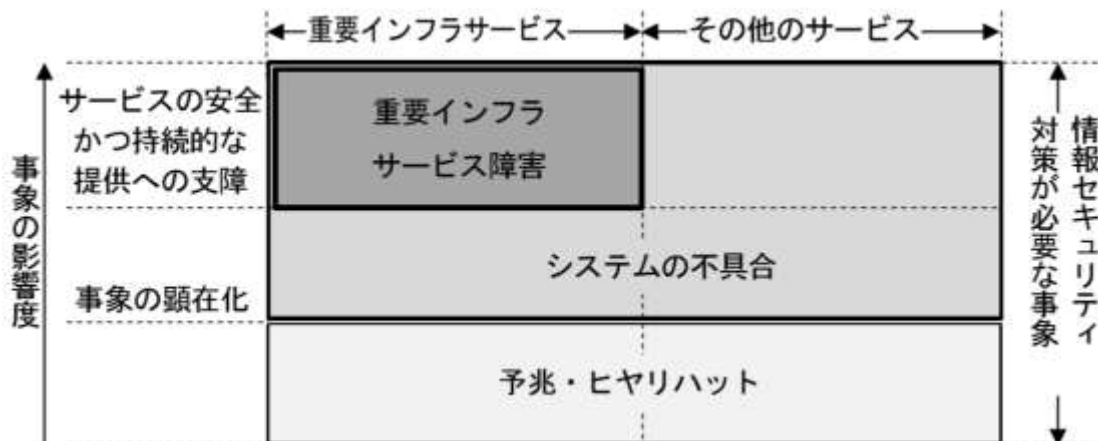 重要インフラサービス
その他のサービス
サービスの安全
かつ持続的な
提供への支障
重要インフラ
サービス障害
事象の影響度
システムの不具合
事象の顕在化
予兆・ヒヤリハット
情報セキュリティ
対策が必要な事象